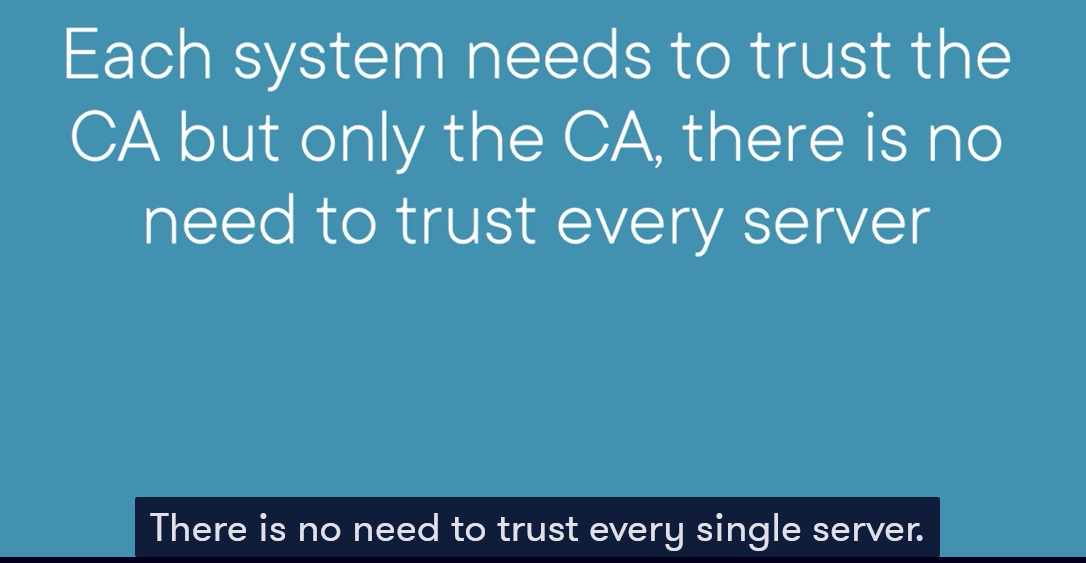 Each system needs to trust the
CA but only the CA, there is no
need to trust every server
There is no need to trust every single server.